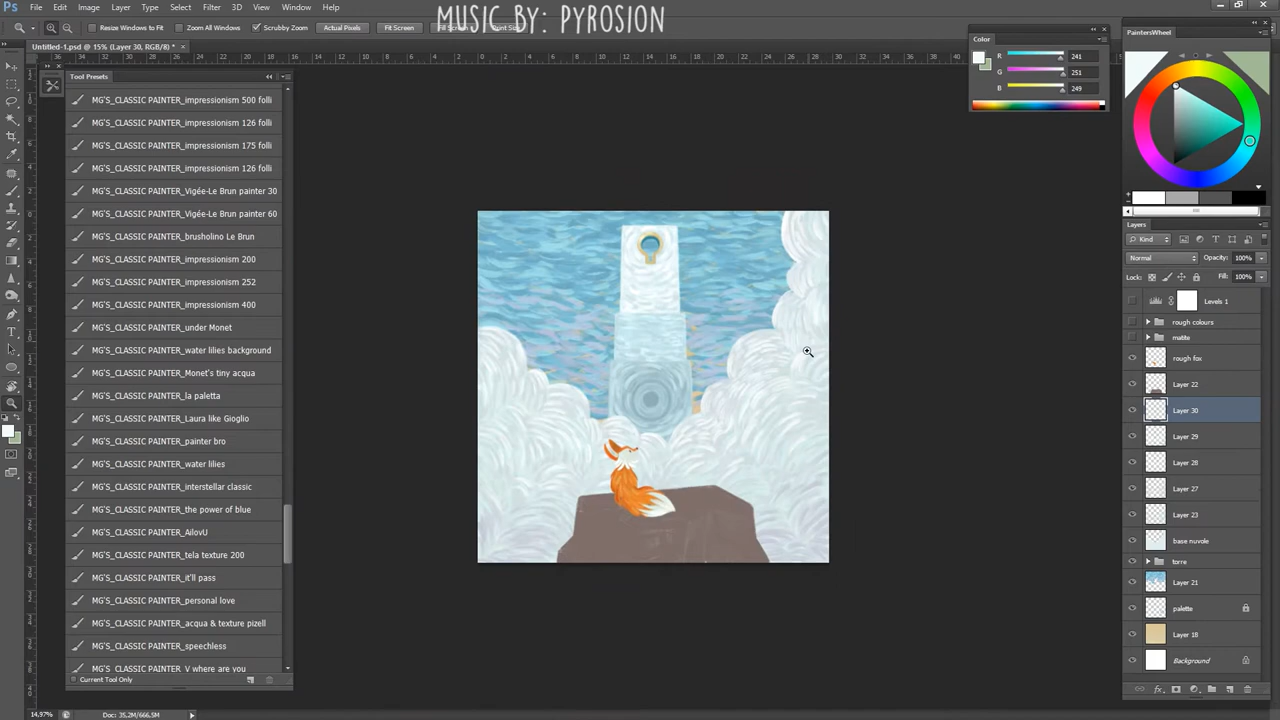 MUSIC BY: PYROSION
Ps File Edit Image Layer Type Select Filter 3D View Window Help
Resize Windows to Fit Zoom All Windows Scrubby Zoom Actual Pixels Fit Screen
Untitled-1.psd @ 15% (Layer 30, RGB/8) *
Tool Presets
MG'S_CLASSIC PAINTER_impressionism 500 folli
MG'S_CLASSIC PAINTER_impressionism 126 folli
MG'S_CLASSIC PAINTER_impressionism 175 folli
MG'S_CLASSIC PAINTER_impressionism 126 folli
MG'S_CLASSIC PAINTER_Vigée-Le Brun painter 30
MG'S_CLASSIC PAINTER_Vigée-Le Brun painter 60
MG'S_CLASSIC PAINTER_brusholino Le Brun
MG'S_CLASSIC PAINTER_impressionism 200
MG'S_CLASSIC PAINTER_impressionism 252
MG'S_CLASSIC PAINTER_impressionism 400
MG'S_CLASSIC PAINTER_under Monet
MG'S_CLASSIC PAINTER_water lilies background
MG'S_CLASSIC PAINTER_Monet's tiny acqua
MG'S_CLASSIC PAINTER_la paletta
MG'S_CLASSIC PAINTER_Laura like Gioglio
MG'S_CLASSIC PAINTER_painter bro
MG'S_CLASSIC PAINTER_water lilies
MG'S_CLASSIC PAINTER_interstellar classic
MG'S_CLASSIC PAINTER_the power of blue
MG'S_CLASSIC PAINTER_AilovU
MG'S_CLASSIC PAINTER_tela texture 200
MG'S_CLASSIC PAINTER_it'll pass
MG'S_CLASSIC PAINTER_personal love
MG'S_CLASSIC PAINTER_acqua & texture pizell
MG'S_CLASSIC PAINTER_speechless
MG'S_CLASSIC PAINTER_V where are you
Current Tool Only
14,97% Doc: 35,2M/666,5M
Color
R 241
G 251
B 249
PaintersWheel
Layers
Kind
Normal Opacity: 100%
Lock: Fill: 100%
Levels 1
rough colours
matite
rough fox
Layer 22
Layer 30
Layer 29
Layer 28
Layer 27
Layer 23
base nuvole
torre
Layer 21
palette
Layer 18
Background